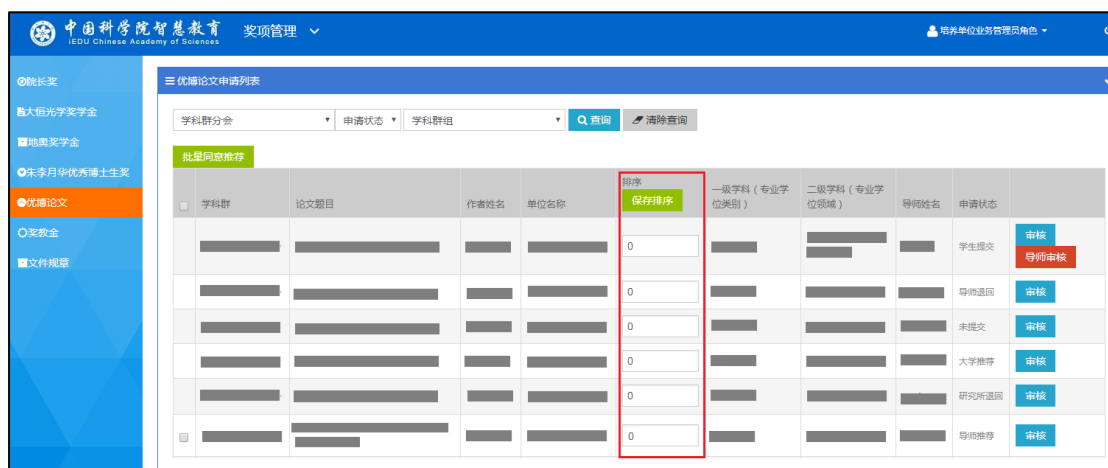 中国科学院智慧教育
iEDU Chinese Academy of Sciences
奖项管理
培养单位业务管理员角色
院长奖
大恒光学奖学金
地奥奖学金
朱李月华优秀博士生奖
优博论文
奖教金
文件规章
优博论文申请列表
学科群分会 申请状态 学科群组 查询 清除查询
批量同意推荐
学科群 论文题目 作者姓名 单位名称 排序 保存排序 一级学科（专业学位类别） 二级学科（专业学位领域） 导师姓名 申请状态
0 学生提交 审核 导师审核
0 导师退回 审核
0 未提交 审核
0 大学推荐 审核
0 研究所退回 审核
0 导师推荐 审核